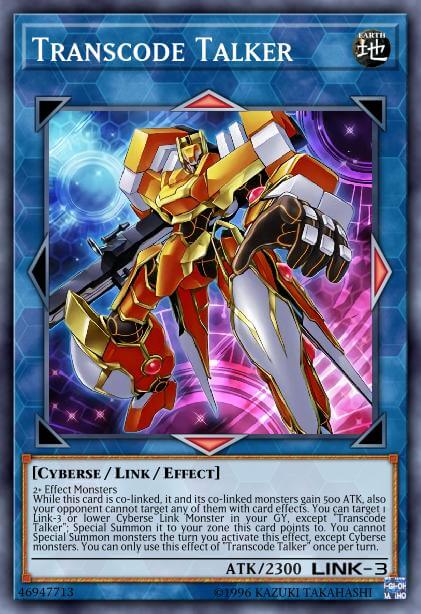 TRANSCODE TALKER
EARTH
地
[CYBERSE / LINK / EFFECT]
2+ Effect Monsters
While this card is co-linked, it and its co-linked monsters gain 500 ATK, also
your opponent cannot target any of them with card effects. You can target 1
Link-3 or lower Cyberse Link Monster in your GY, except "Transcode
Talker"; Special Summon it to your zone this card points to. You cannot
Special Summon monsters the turn you activate this effect, except Cyberse
monsters. You can only use this effect of "Transcode Talker" once per turn.
ATK/2300 LINK-3
46947713 ©1996 KAZUKI TAKAHASHI